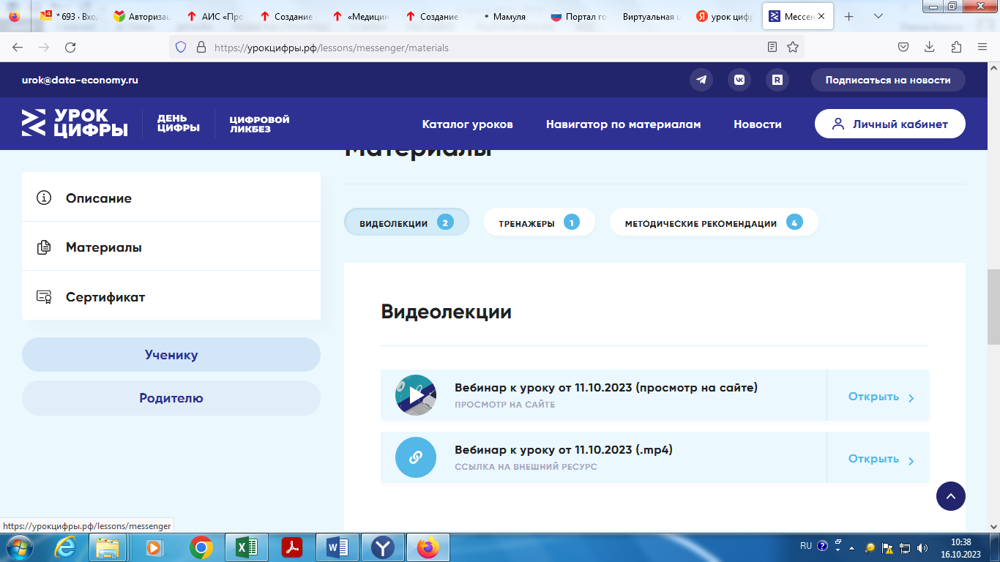 4
* 693 · Вхо
Авторизац
АИС «Про
Создание
«Медицин
Создание
Мамуля
Портал го
Виртуальная
урок цифр
Мессен
https://урокцифры.рф/lessons/messenger/materials
urok@data-economy.ru
Подписаться на новости
УРОК
ЦИФРЫ
ДЕНЬ
ЦИФРЫ
ЦИФРОВОЙ
ЛИКБЕЗ
Каталог уроков
Навигатор по материалам
Новости
Личный кабинет
Материалы
Описание
Материалы
Сертификат
Ученику
Родителю
ВИДЕОЛЕКЦИИ 2
ТРЕНАЖЕРЫ 1
МЕТОДИЧЕСКИЕ РЕКОМЕНДАЦИИ 4
Видеолекции
Вебинар к уроку от 11.10.2023 (просмотр на сайте)
ПРОСМОТР НА САЙТЕ
Открыть
Вебинар к уроку от 11.10.2023 (.mp4)
ССЫЛКА НА ВНЕШНИЙ РЕСУРС
Открыть
https://урокцифры.рф/lessons/messenger
RU
10:38
16.10.2023